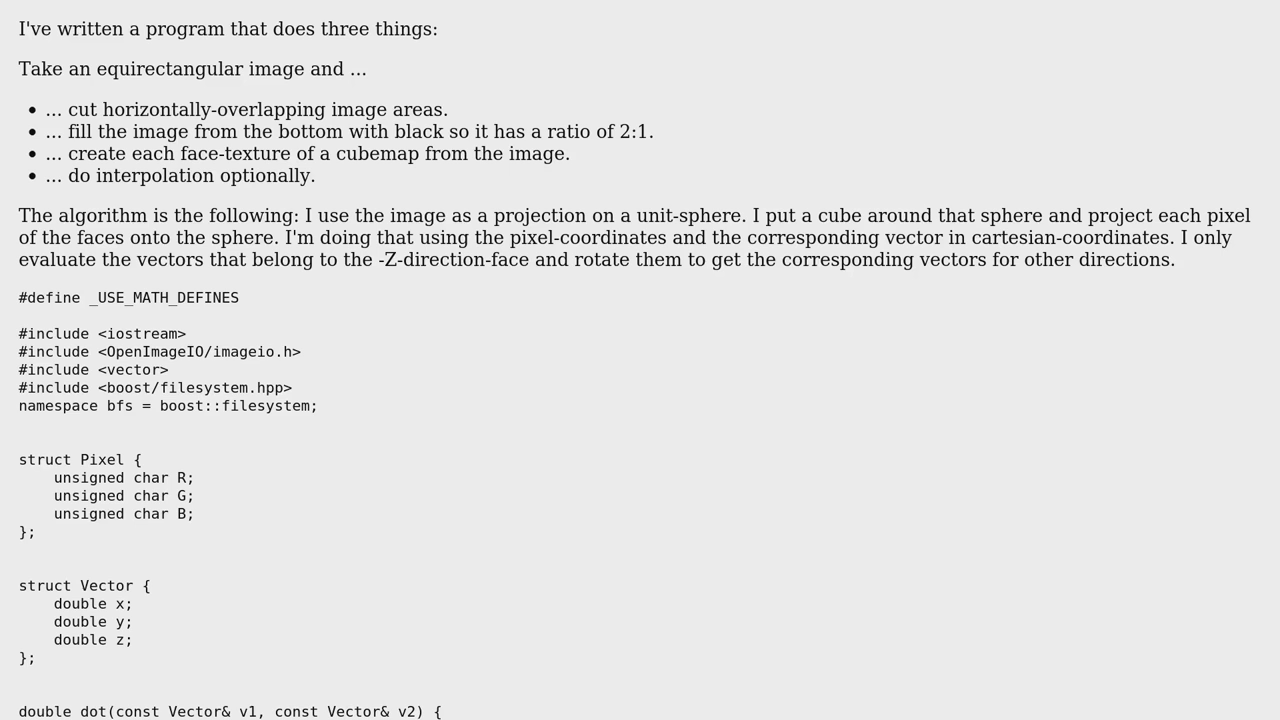 I've written a program that does three things:
Take an equirectangular image and ...
• ... cut horizontally-overlapping image areas.
• ... fill the image from the bottom with black so it has a ratio of 2:1.
• ... create each face-texture of a cubemap from the image.
• ... do interpolation optionally.
The algorithm is the following: I use the image as a projection on a unit-sphere. I put a cube around that sphere and project each pixel
of the faces onto the sphere. I'm doing that using the pixel-coordinates and the corresponding vector in cartesian-coordinates. I only
evaluate the vectors that belong to the -Z-direction-face and rotate them to get the corresponding vectors for other directions.
#define _USE_MATH_DEFINES
#include <iostream>
#include <OpenImageIO/imageio.h>
#include <vector>
#include <boost/filesystem.hpp>
namespace bfs = boost::filesystem;
struct Pixel {
    unsigned char R;
    unsigned char G;
    unsigned char B;
};
struct Vector {
    double x;
    double y;
    double z;
};
double dot(const Vector& v1, const Vector& v2) {